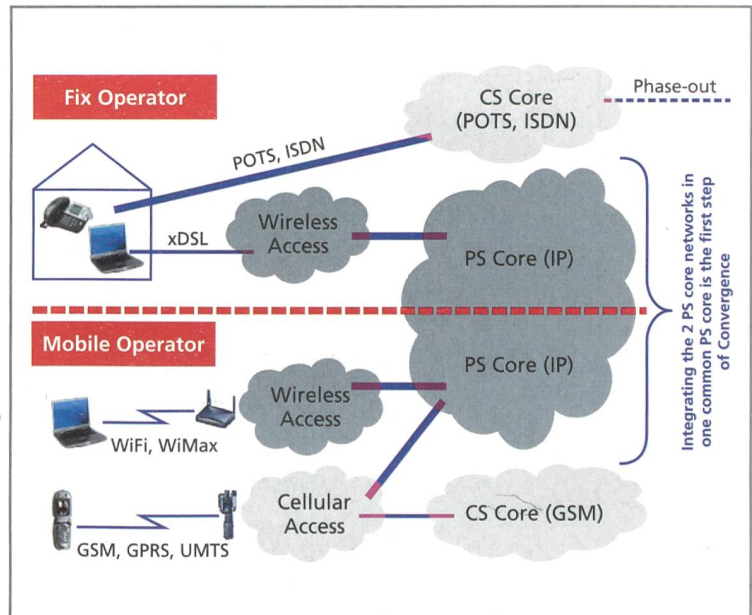 Fix Operator
CS Core
(POTS, ISDN)
Phase-out
POTS, ISDN
xDSL
Wireless
Access
PS Core (IP)
Mobile Operator
PS Core (IP)
Wireless
Access
WiFi, WiMax
Cellular
Access
CS Core (GSM)
GSM, GPRS, UMTS
Integrating the 2 PS core networks in
one common PS core is the first step
of Convergence